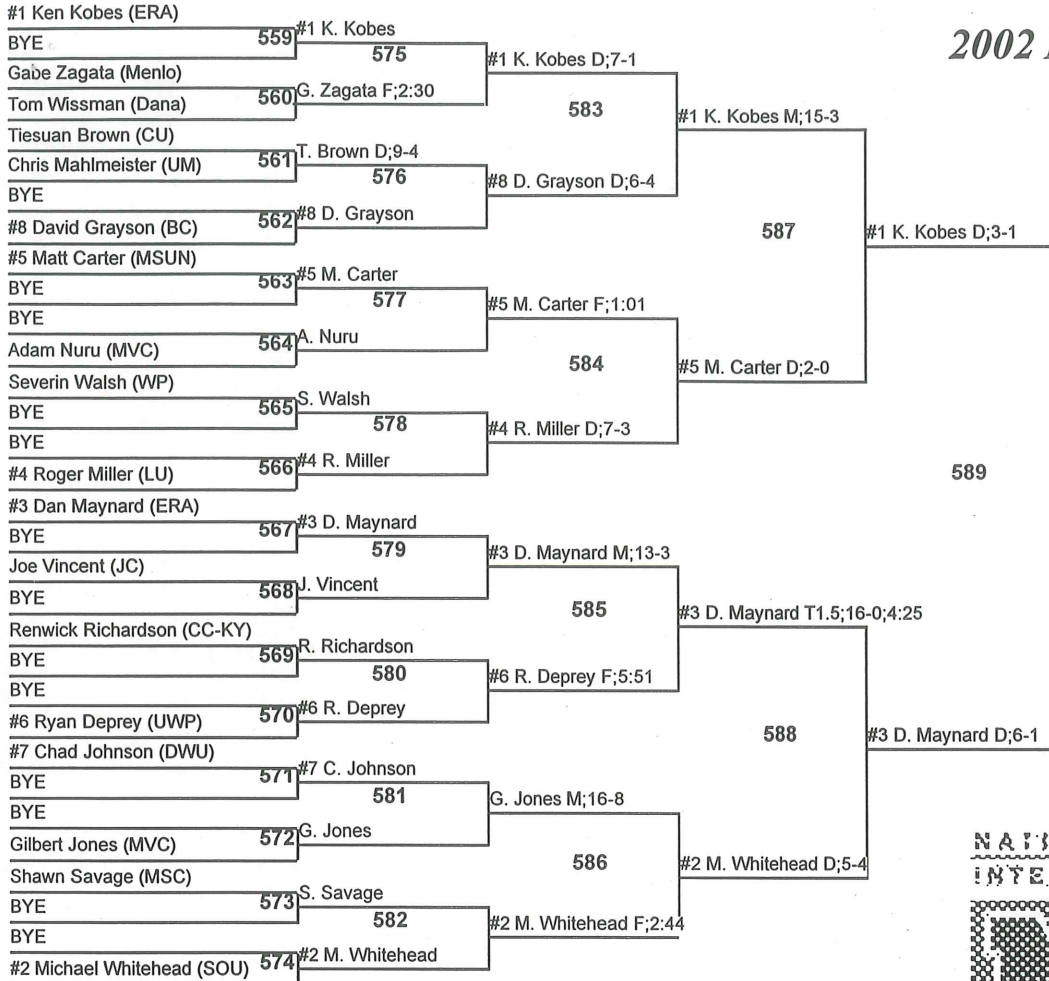 #1 Ken Kobes (ERA)
BYE
559
#1 K. Kobes
575
Gabe Zagata (Menlo)
Tom Wissman (Dana)
560
G. Zagata F;2:30
#1 K. Kobes D;7-1
583
Tiesuan Brown (CU)
Chris Mahlmeister (UM)
561
T. Brown D;9-4
576
BYE
#8 David Grayson (BC)
562
#8 D. Grayson
#8 D. Grayson D;6-4
#1 K. Kobes M;15-3
587
#5 Matt Carter (MSUN)
BYE
563
#5 M. Carter
577
BYE
Adam Nuru (MVC)
564
A. Nuru
#5 M. Carter F;1:01
584
Severin Walsh (WP)
BYE
565
S. Walsh
578
BYE
#4 Roger Miller (LU)
566
#4 R. Miller
#4 R. Miller D;7-3
#5 M. Carter D;2-0
#1 K. Kobes D;3-1
589
#3 Dan Maynard (ERA)
BYE
567
#3 D. Maynard
579
Joe Vincent (JC)
BYE
568
J. Vincent
#3 D. Maynard M;13-3
585
Renwick Richardson (CC-KY)
BYE
569
R. Richardson
580
BYE
#6 Ryan Deprey (UWP)
570
#6 R. Deprey
#6 R. Deprey F;5:51
#3 D. Maynard T1.5;16-0;4:25
588
#7 Chad Johnson (DWU)
BYE
571
#7 C. Johnson
581
BYE
Gilbert Jones (MVC)
572
G. Jones
G. Jones M;16-8
586
Shawn Savage (MSC)
BYE
573
S. Savage
582
BYE
#2 Michael Whitehead (SOU)
574
#2 M. Whitehead
#2 M. Whitehead F;2:44
#2 M. Whitehead D;5-4
#3 D. Maynard D;6-1
2002